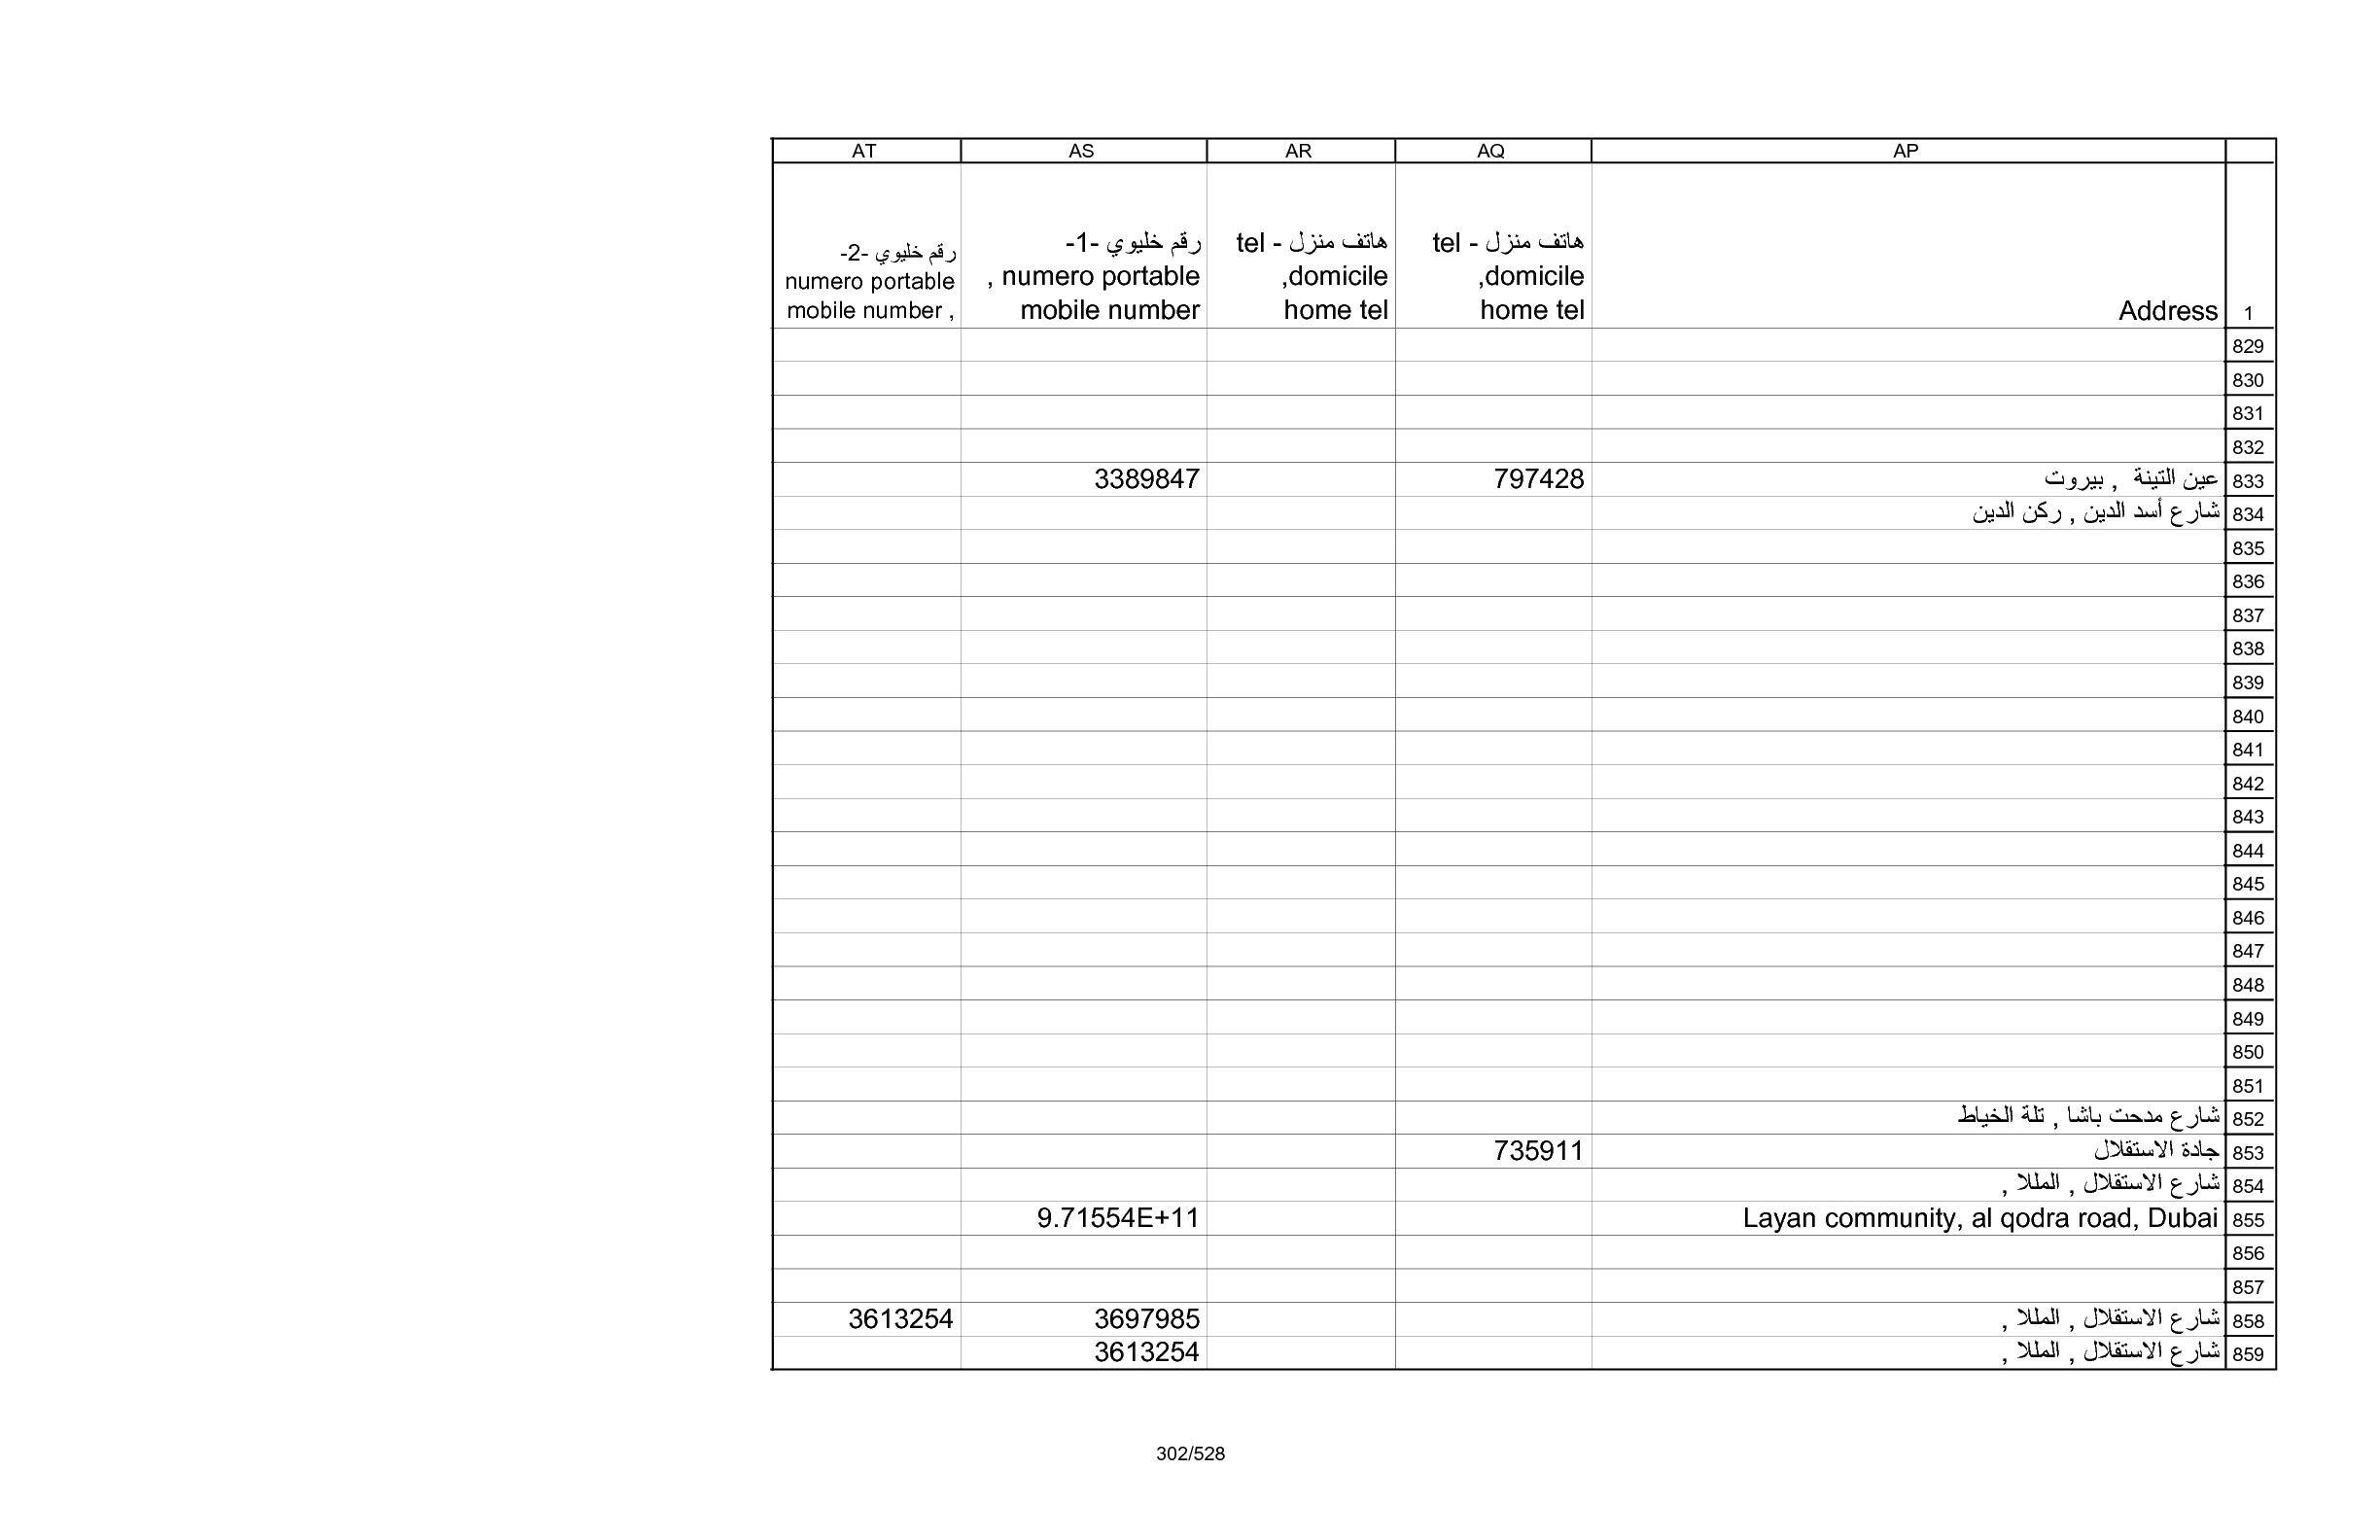 AP AQ AR AS AT
1 Address هاتف منزل - tel domicile, home tel هاتف منزل - tel domicile, home tel رقم خليوي -1- numero portable , mobile number رقم خليوي -2- numero portable mobile number ,
829
830
831
832
833 عين التينة , بيروت 797428 3389847
834 شارع أسد الدين , ركن الدين
835
836
837
838
839
840
841
842
843
844
845
846
847
848
849
850
851
852 شارع مدحت باشا , تلة الخياط
853 جادة الاستقلال 735911
854 شارع الاستقلال , الملا ,
855 Layan community, al qodra road, Dubai 9.71554E+11
856
857
858 شارع الاستقلال , الملا , 3697985 3613254
859 شارع الاستقلال , الملا , 3613254
302/528